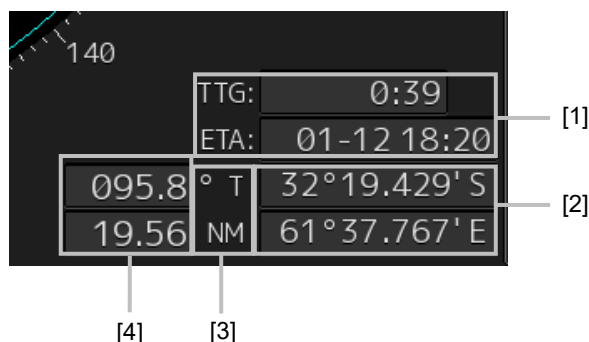 140
TTG: 0:39 [1]
ETA: 01-12 18:20
095.8 ° T 32°19.429' S [2]
19.56 NM 61°37.767' E
[4] [3]